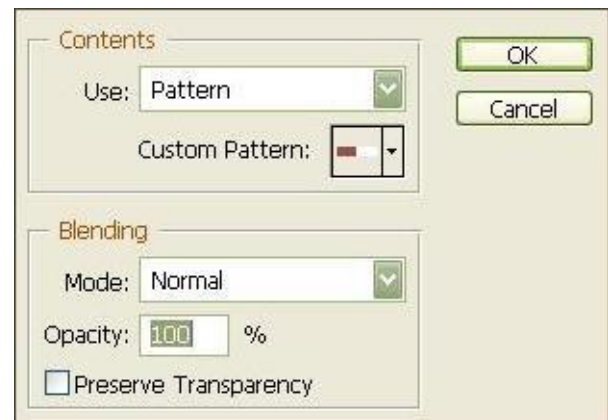 Contents
Use: Pattern
Custom Pattern:
OK
Cancel
Blending
Mode: Normal
Opacity: 100 %
Preserve Transparency